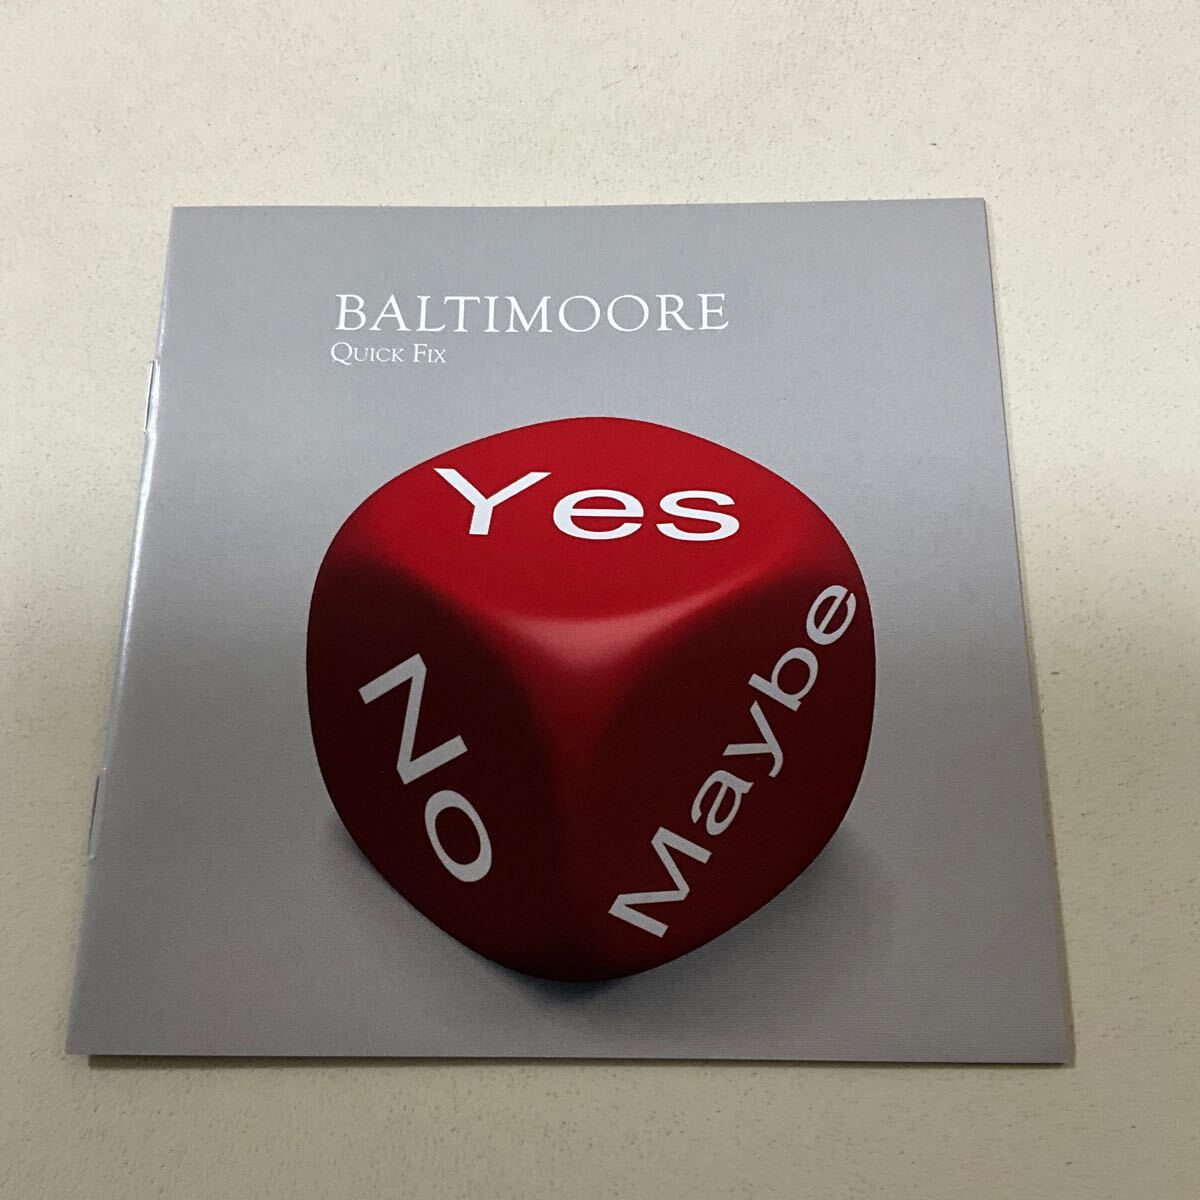 BALTIMOORE
QUICK FIX
Yes
No
Maybe